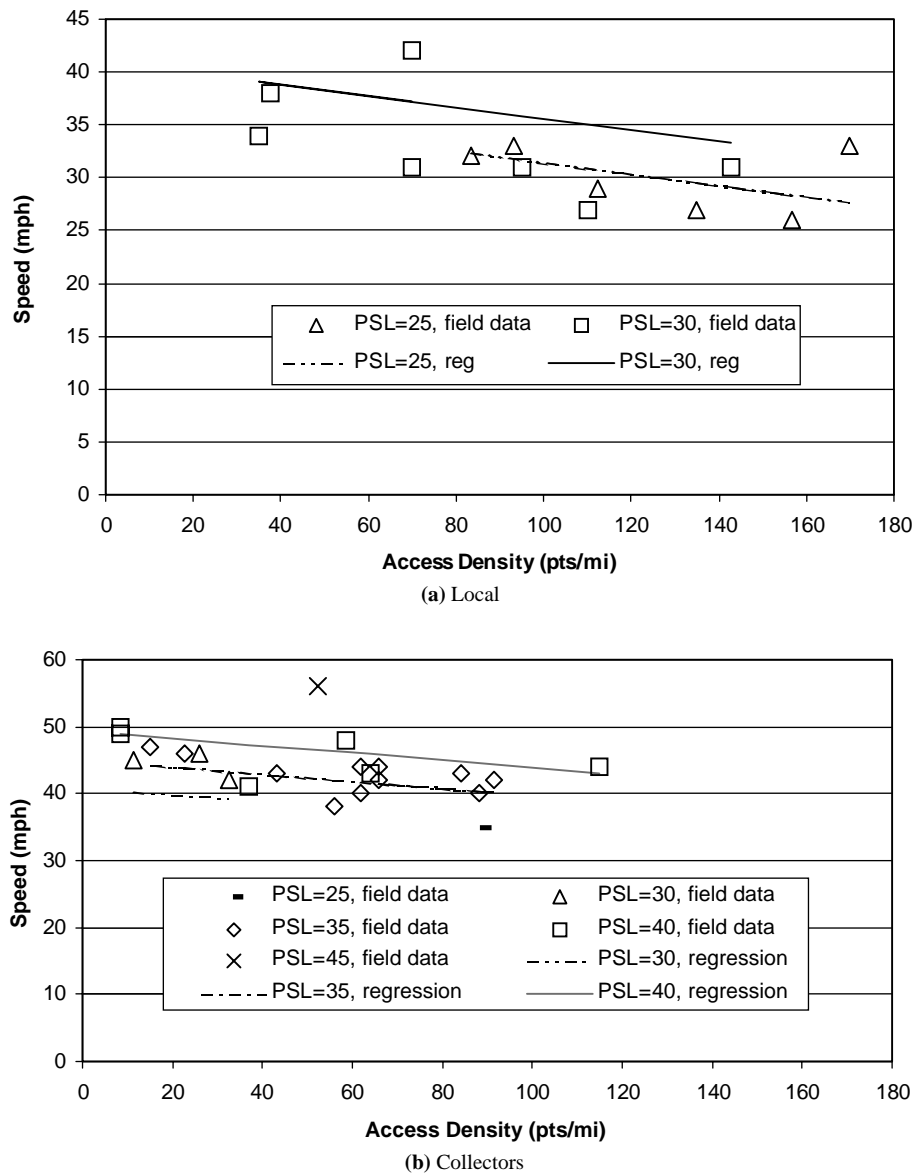 45
40
35
30
25
20
15
10
5
0
Speed (mph)
PSL=25, field data PSL=30, field data
PSL=25, reg PSL=30, reg
0 20 40 60 80 100 120 140 160 180
Access Density (pts/mi)
(a) Local
60
50
40
30
20
10
0
Speed (mph)
PSL=25, field data PSL=30, field data
PSL=35, field data PSL=40, field data
PSL=45, field data PSL=30, regression
PSL=35, regression PSL=40, regression
0 20 40 60 80 100 120 140 160 180
Access Density (pts/mi)
(b) Collectors